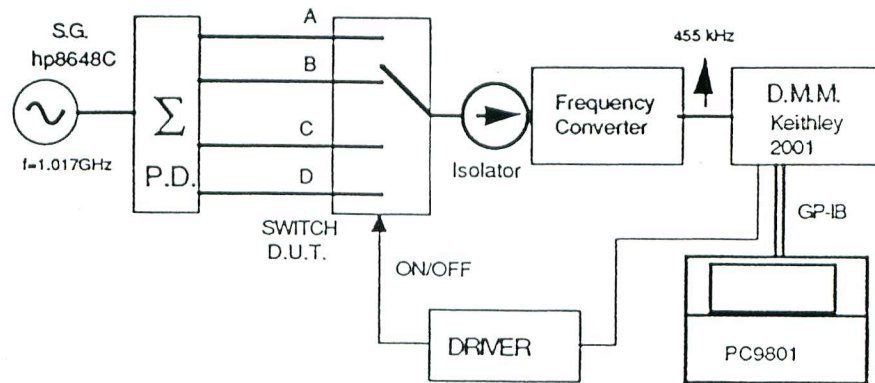 S.G.
hp8648C
f=1.017GHz
Σ
P.D.
A
B
C
D
SWITCH
D.U.T.
ON/OFF
Isolator
Frequency
Converter
455 kHz
D.M.M.
Keithley
2001
GP-IB
DRIVER
PC9801